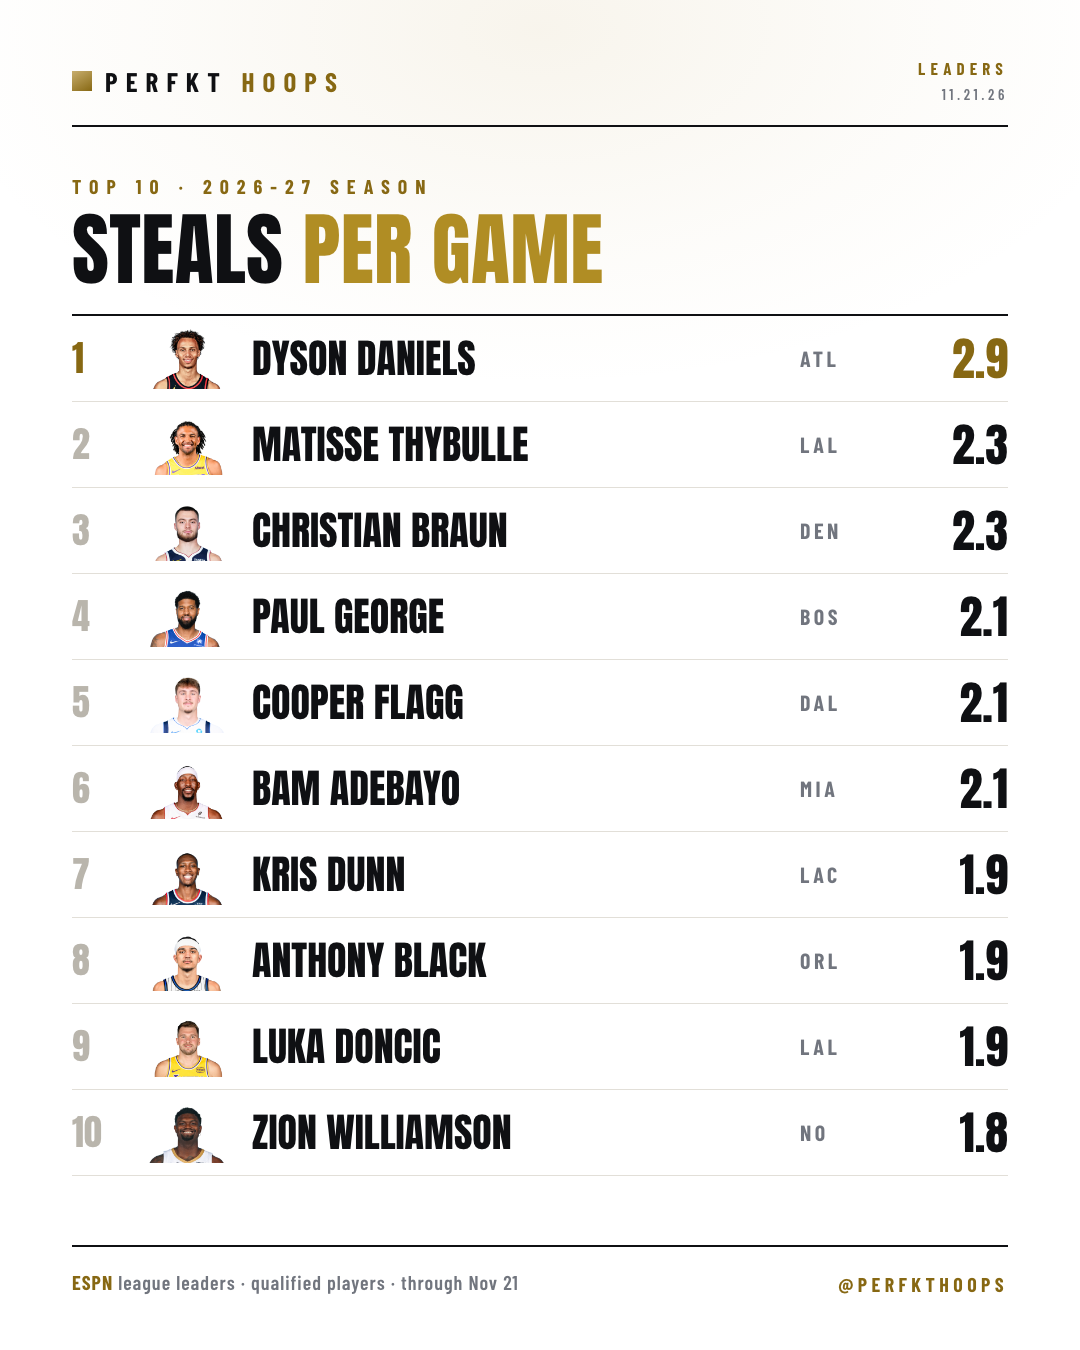 PERFKT HOOPS
LEADERS
11.21.26
TOP 10 · 2026-27 SEASON
STEALS PER GAME
1 DYSON DANIELS ATL 2.9
2 MATISSE THYBULLE LAL 2.3
3 CHRISTIAN BRAUN DEN 2.3
4 PAUL GEORGE BOS 2.1
5 COOPER FLAGG DAL 2.1
6 BAM ADEBAYO MIA 2.1
7 KRIS DUNN LAC 1.9
8 ANTHONY BLACK ORL 1.9
9 LUKA DONCIC LAL 1.9
10 ZION WILLIAMSON NO 1.8
ESPN league leaders · qualified players · through Nov 21
@PERFKTHOOPS